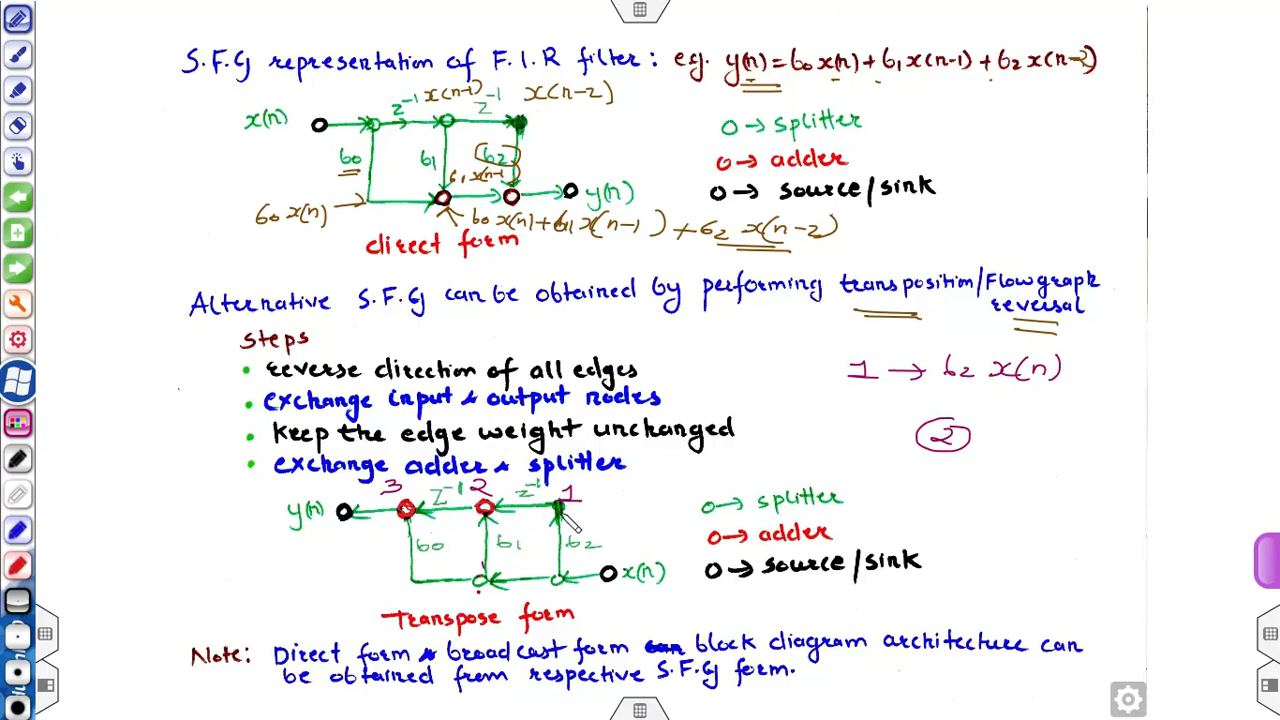 S.F.G representation of F.I.R filter: eg. y(n) = b0 x(n) + b1 x(n-1) + b2 x(n-2)
x(n-1) x(n-2)
z⁻¹ z⁻¹
x(n)
o→ splitter
b0 b1 b2
o→ adder
b1 x(n-1
o→ source/sink
y(n)
b0 x(n) → b0 x(n) + b1 x(n-1) + b2 x(n-2)
direct form
Alternative S.F.G can be obtained by performing transposition/Flowgraph
reversal
steps
• reverse direction of all edges
1 → b2 x(n)
• exchange input & output nodes
• keep the edge weight unchanged
2
• exchange adder & splitter
3 z⁻¹ 2 z⁻¹ 1
y(n)
o→ splitter
b0 b1 b2
o→ adder
x(n)
o→ source/sink
Transpose form
Note: Direct form & broadcast form block diagram architecture can
be obtained from respective S.F.G form.